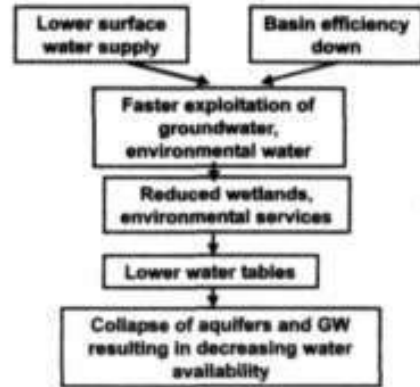 Lower surface
water supply
Basin efficiency
down
Faster exploitation of
groundwater,
environmental water
Reduced wetlands,
environmental services
Lower water tables
Collapse of aquifers and GW
resulting in decreasing water
availability